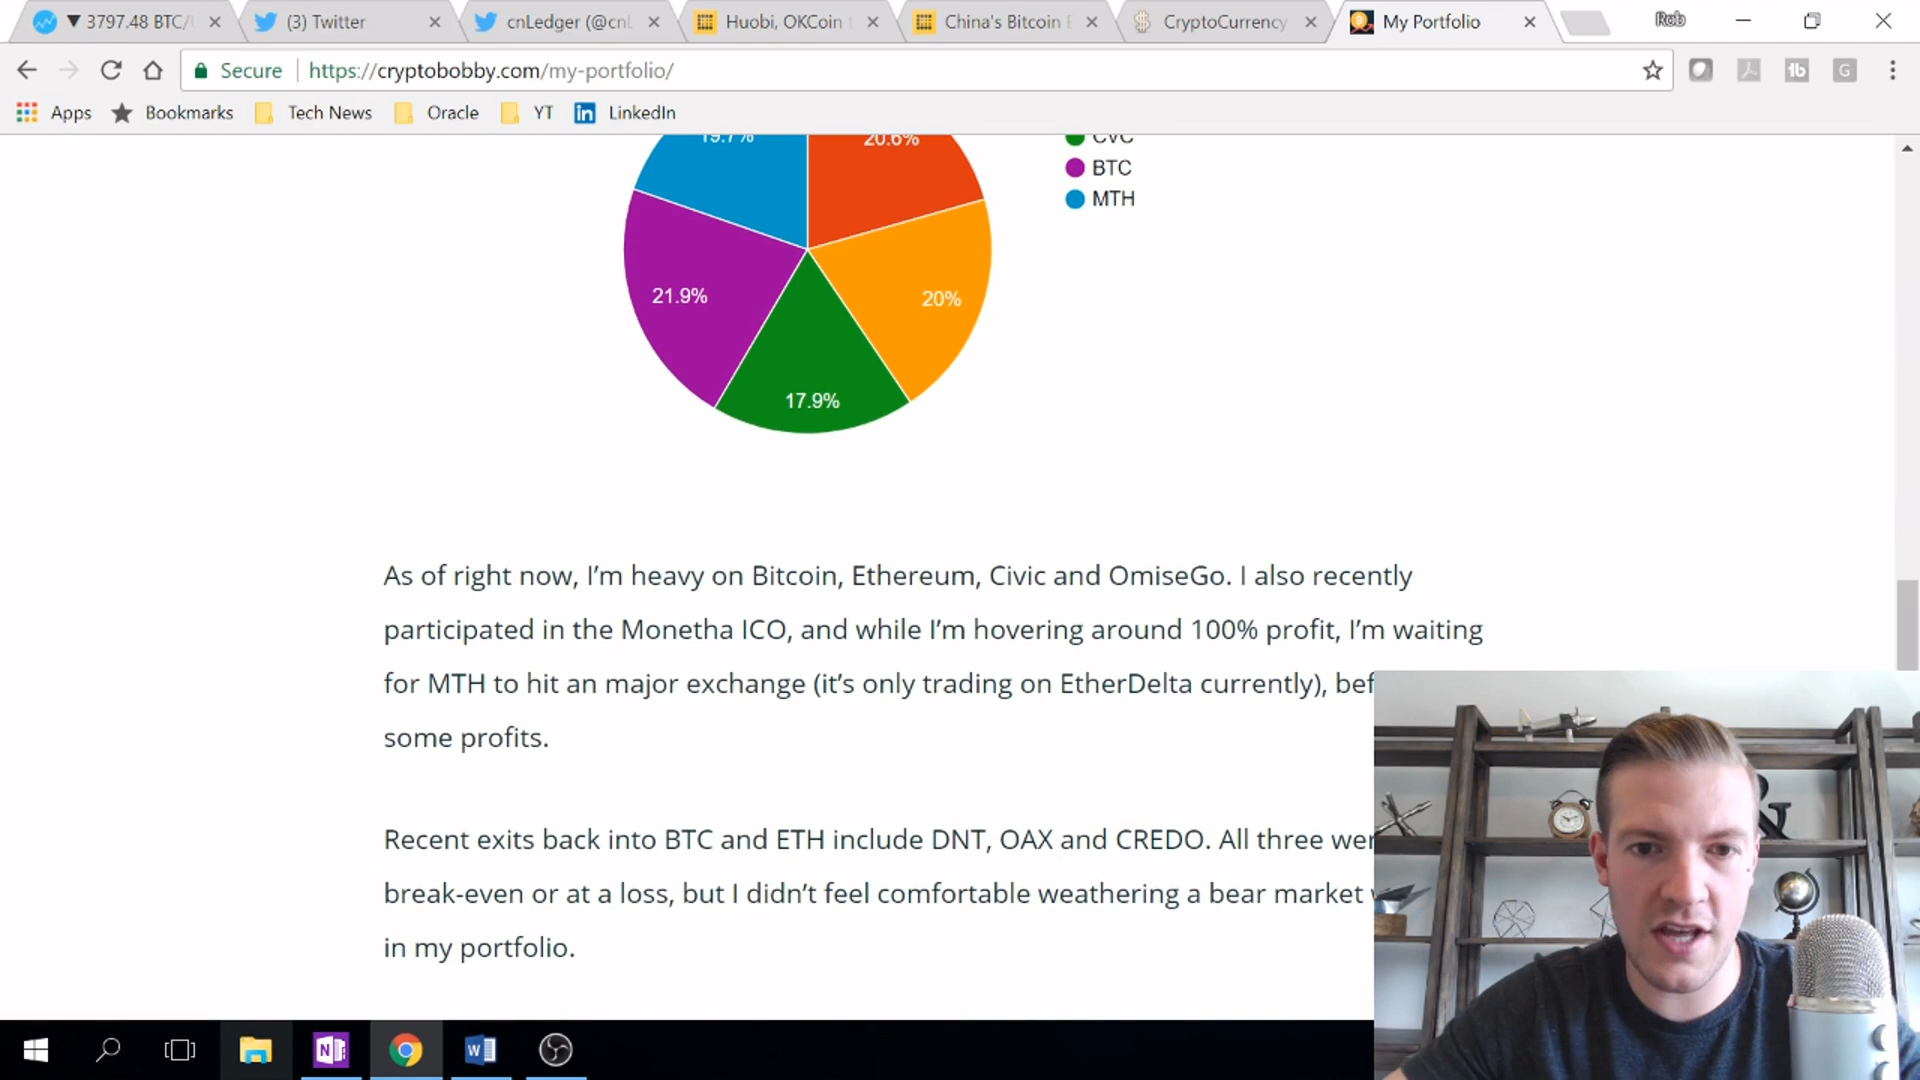 ▼ 3797.48 BTC/
(3) Twitter
cnLedger (@cnL
Huobi, OKCoin t
China's Bitcoin E
CryptoCurrency
My Portfolio
Rob
Secure
https://cryptobobby.com/my-portfolio/
Apps
Bookmarks
Tech News
Oracle
YT
LinkedIn
19.7%
20.6%
CVC
BTC
MTH
21.9%
20%
17.9%
As of right now, I'm heavy on Bitcoin, Ethereum, Civic and OmiseGo. I also recently
participated in the Monetha ICO, and while I'm hovering around 100% profit, I'm waiting
for MTH to hit an major exchange (it's only trading on EtherDelta currently), bef
some profits.
Recent exits back into BTC and ETH include DNT, OAX and CREDO. All three wer
break-even or at a loss, but I didn't feel comfortable weathering a bear market
in my portfolio.